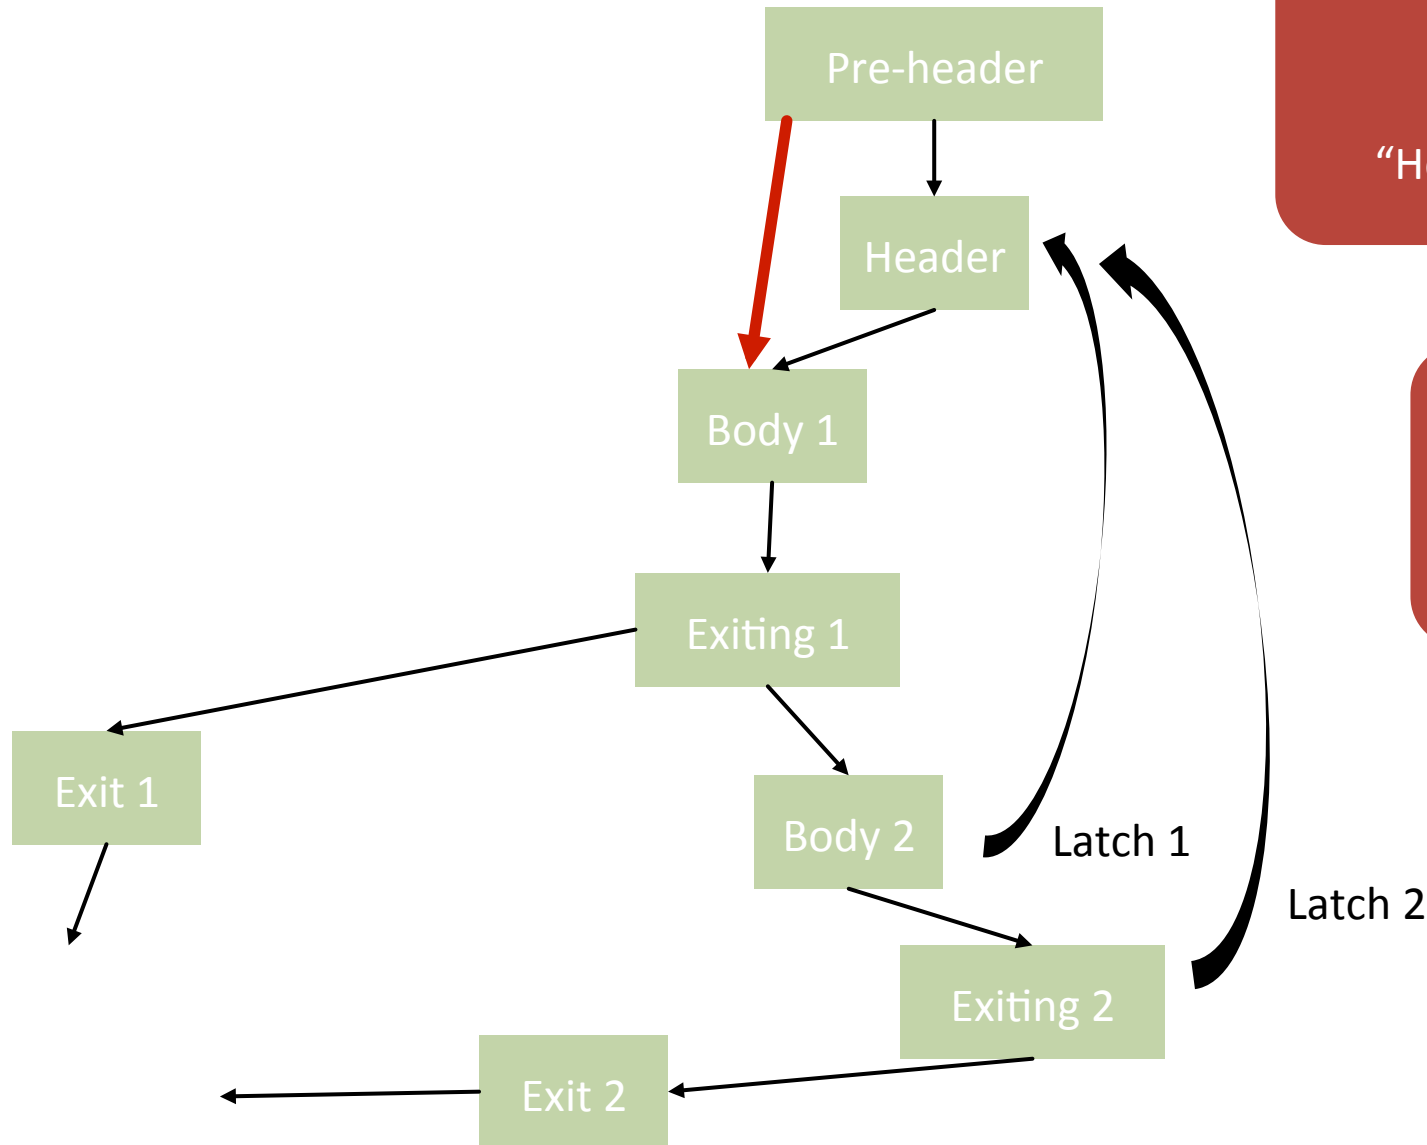 Pre-header
Header
Body 1
Exiting 1
Exit 1
Body 2
Latch 1
Latch 2
Exiting 2
Exit 2